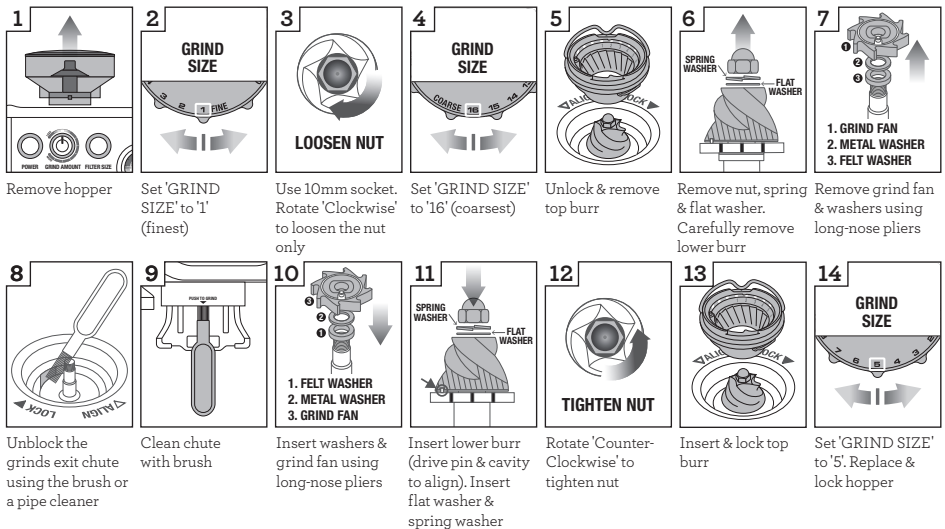 1
POWER GRIND AMOUNT FILTER SIZE
Remove hopper
2
GRIND
SIZE
3 2 1 FINE
Set 'GRIND
SIZE' to '1'
(finest)
3
LOOSEN NUT
Use 10mm socket.
Rotate 'Clockwise'
to loosen the nut
only
4
GRIND
SIZE
COARSE 16 15 14 13
Set 'GRIND SIZE'
to '16' (coarsest)
5
ALIGN LOCK
Unlock & remove
top burr
6
SPRING
WASHER
FLAT
WASHER
Remove nut, spring
& flat washer.
Carefully remove
lower burr
7
1
2
3
1. GRIND FAN
2. METAL WASHER
3. FELT WASHER
Remove grind fan
& washers using
long-nose pliers
8
LOCK ALIGN
Unblock the
grinds exit chute
using the brush or
a pipe cleaner
9
PUSH TO GRIND
Clean chute
with brush
10
3
2
1
1. FELT WASHER
2. METAL WASHER
3. GRIND FAN
Insert washers &
grind fan using
long-nose pliers
11
SPRING
WASHER
FLAT
WASHER
Insert lower burr
(drive pin & cavity
to align). Insert
flat washer &
spring washer
12
TIGHTEN NUT
Rotate 'Counter-
Clockwise' to
tighten nut
13
ALIGN LOCK
Insert & lock top
burr
14
GRIND
SIZE
7 6 5 4 3 2
Set 'GRIND SIZE'
to '5'. Replace &
lock hopper